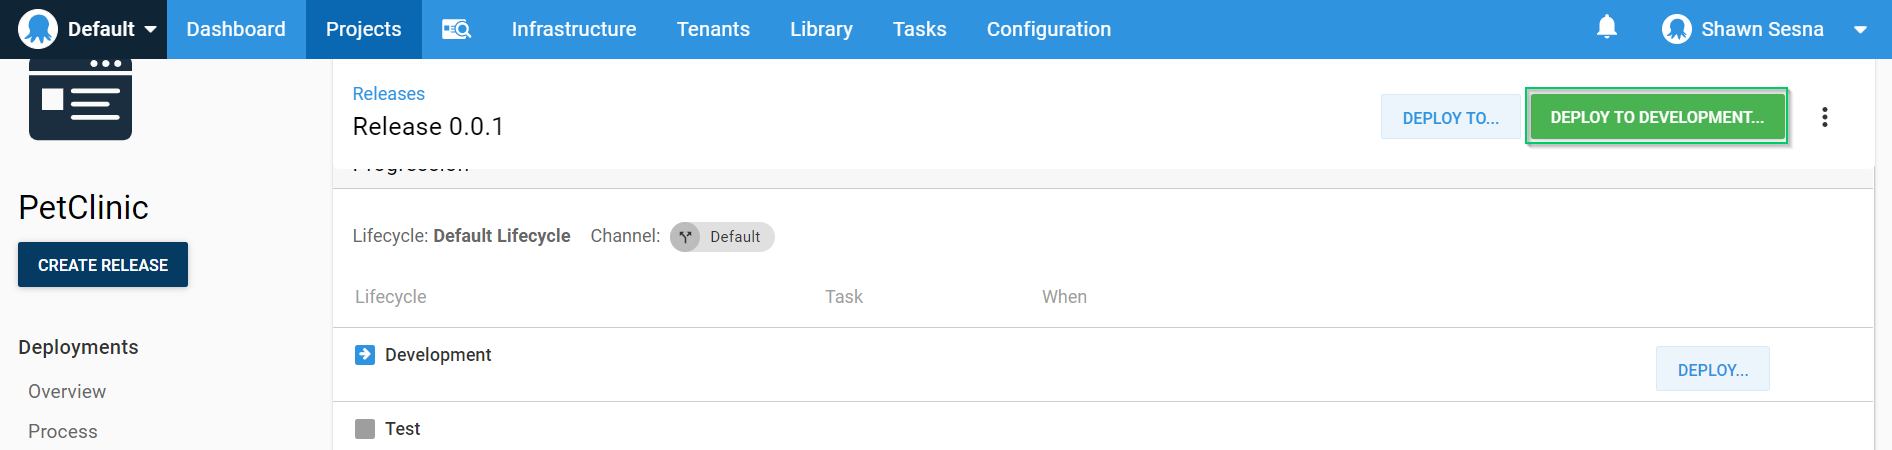 Default Dashboard Projects Infrastructure Tenants Library Tasks Configuration Shawn Sesna
Releases
Release 0.0.1
DEPLOY TO...
DEPLOY TO DEVELOPMENT...
Progression
PetClinic
CREATE RELEASE
Deployments
Overview
Process
Lifecycle: Default Lifecycle Channel: Default
Lifecycle Task When
Development DEPLOY...
Test